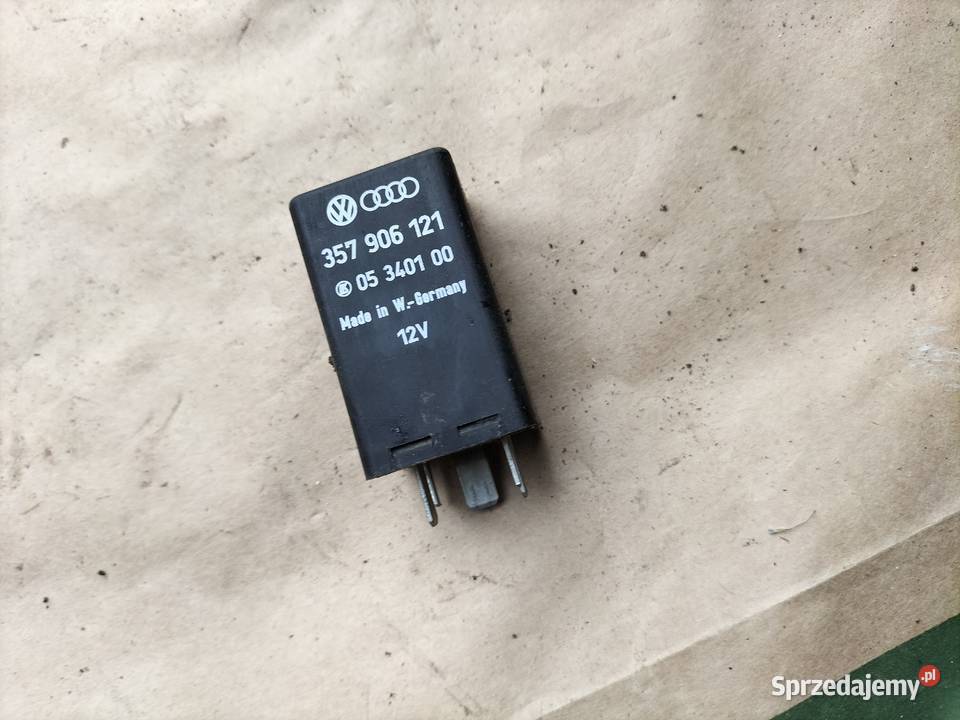 357 906 121
05 3401 00
Made in W.-Germany
12V
Sprzedajemy.pl